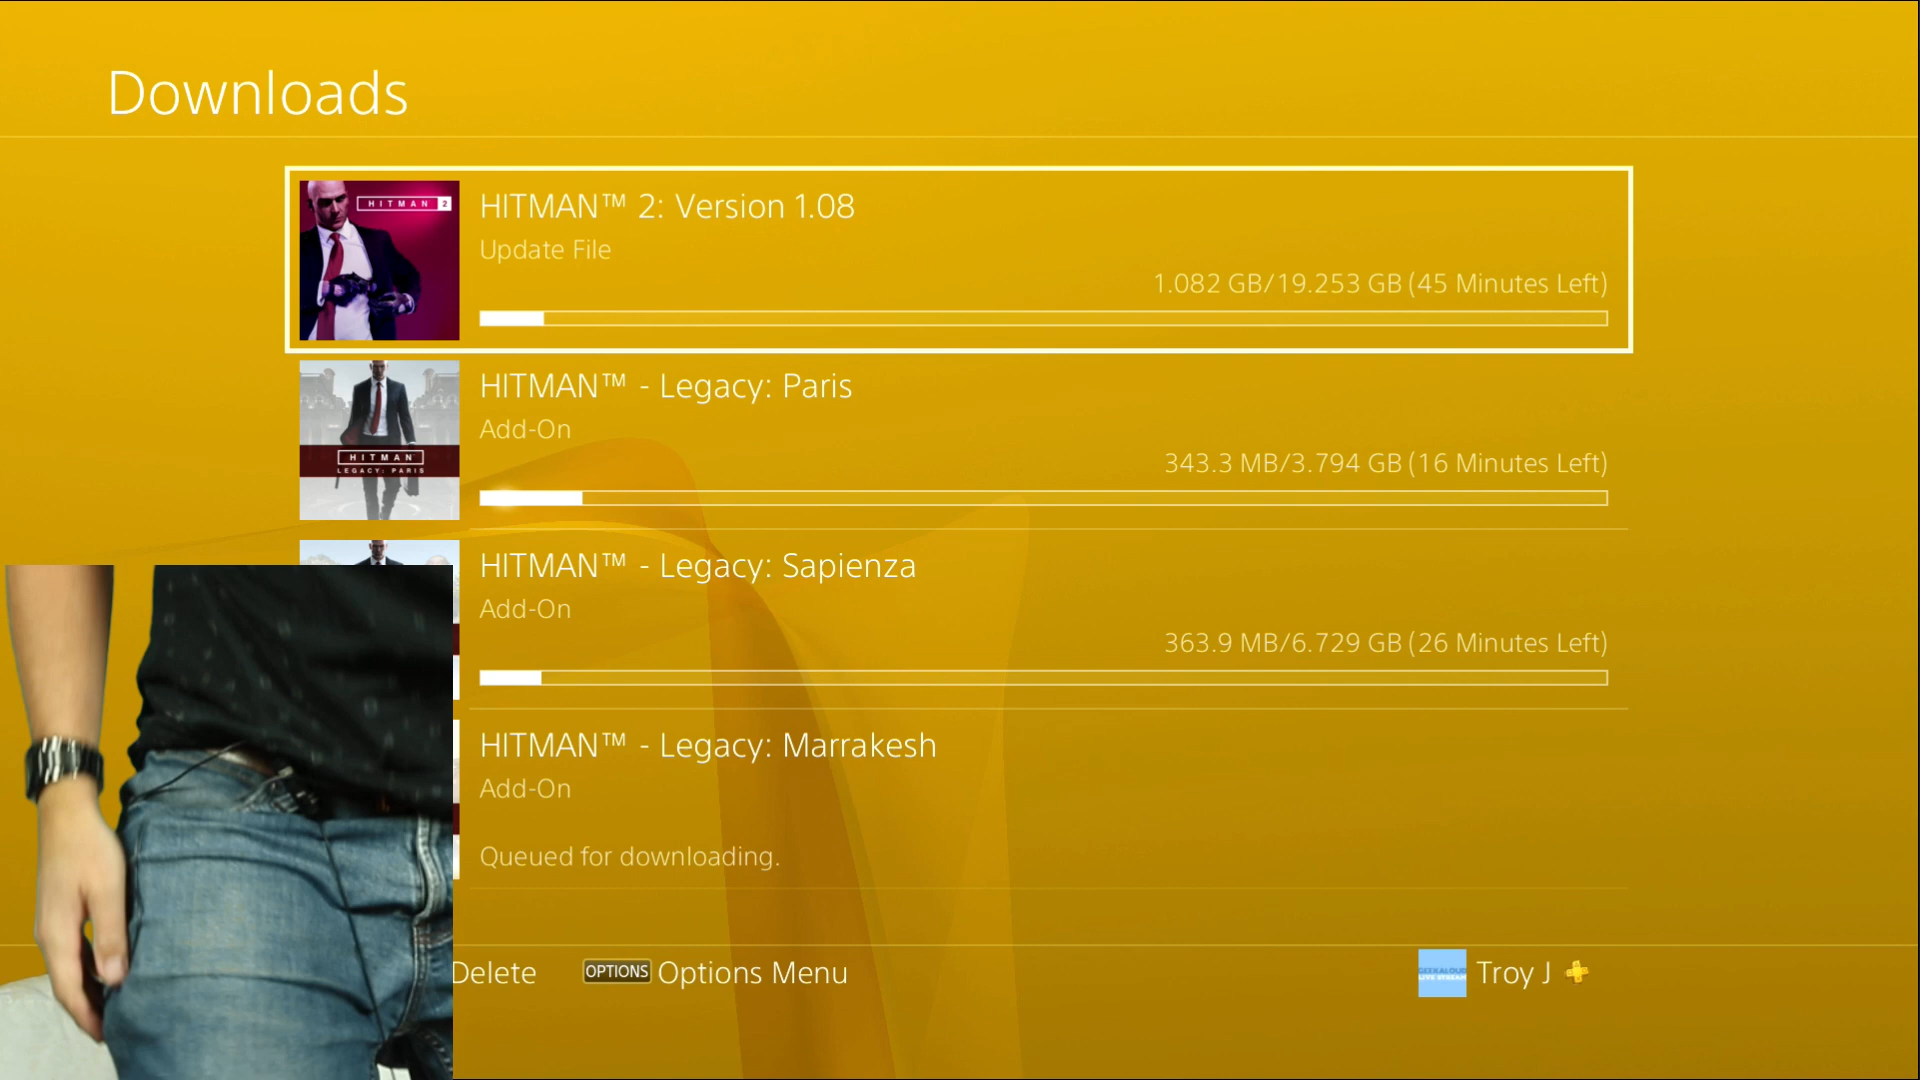 Downloads
HITMAN 2
HITMAN™ 2: Version 1.08
Update File
1.082 GB/19.253 GB (45 Minutes Left)
HITMAN
LEGACY: PARIS
HITMAN™ - Legacy: Paris
Add-On
343.3 MB/3.794 GB (16 Minutes Left)
HITMAN™ - Legacy: Sapienza
Add-On
363.9 MB/6.729 GB (26 Minutes Left)
HITMAN™ - Legacy: Marrakesh
Add-On
Queued for downloading.
Delete
OPTIONS Options Menu
GEEKALOUD
LIVE STREAM
Troy J